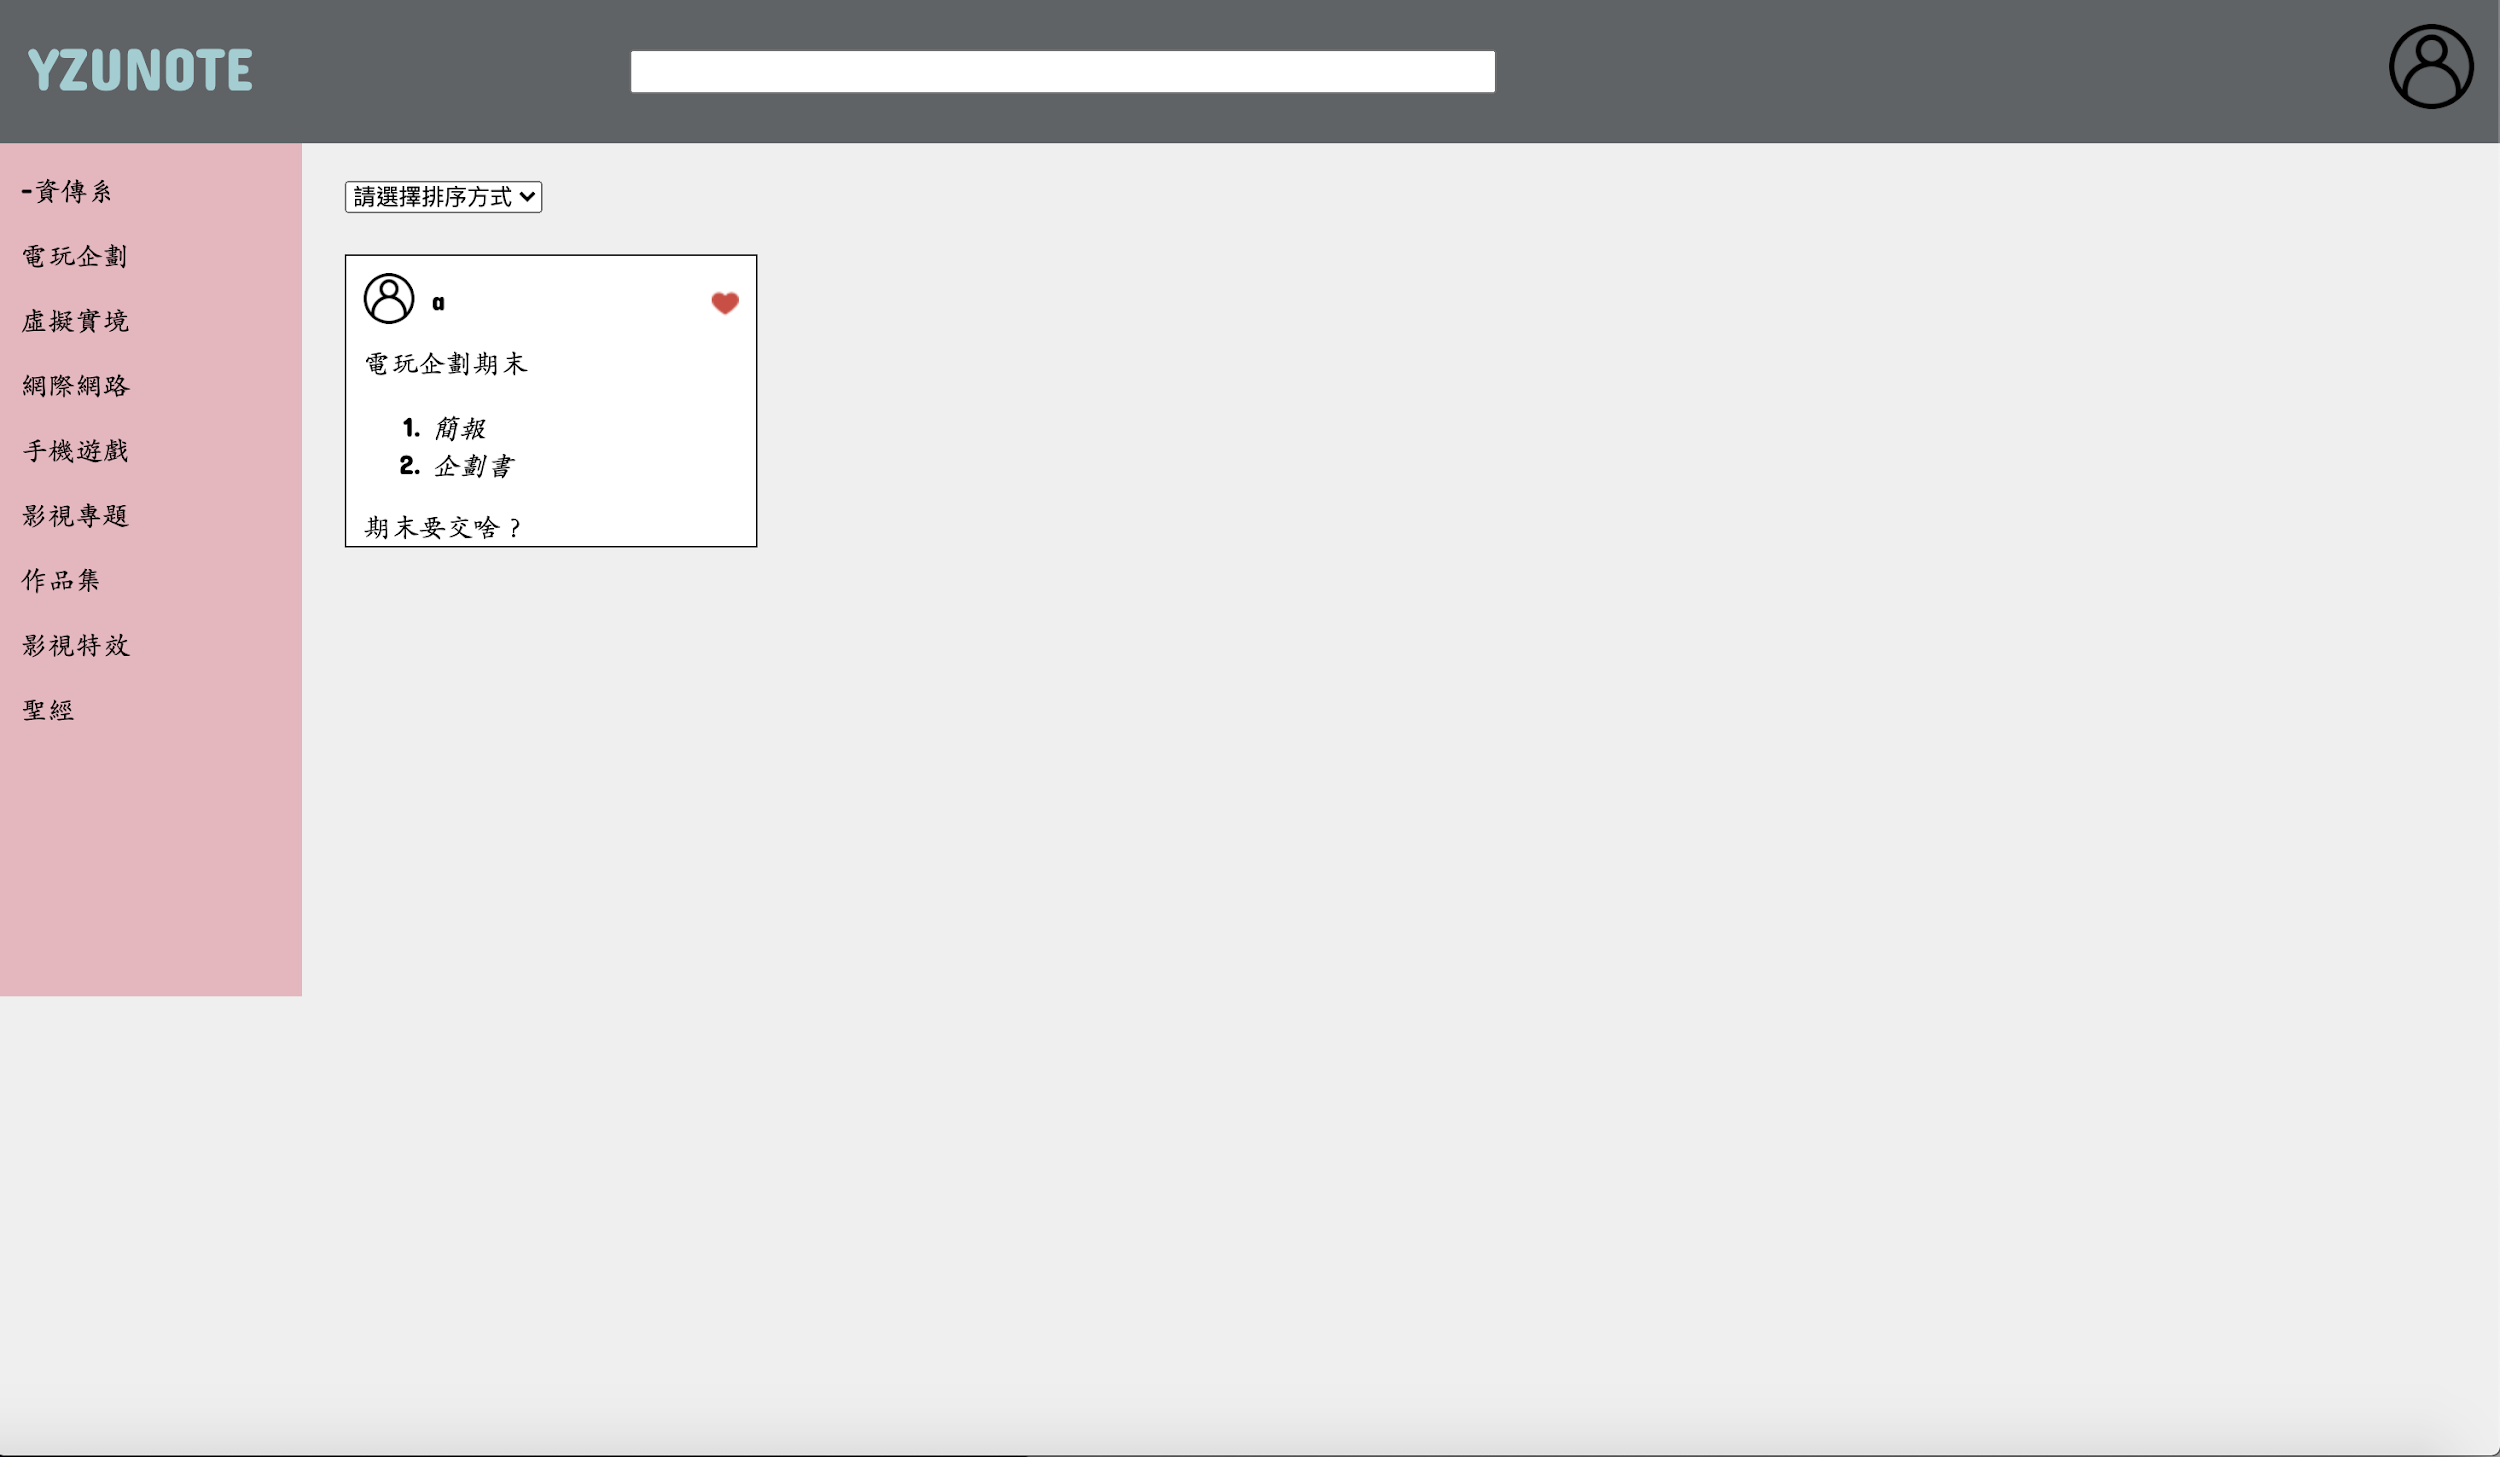 YZUNOTE
-資傳系
電玩企劃
虛擬實境
網際網路
手機遊戲
影視專題
作品集
影視特效
聖經
請選擇排序方式
a
電玩企劃期末
1. 簡報
2. 企劃書
期末要交啥？